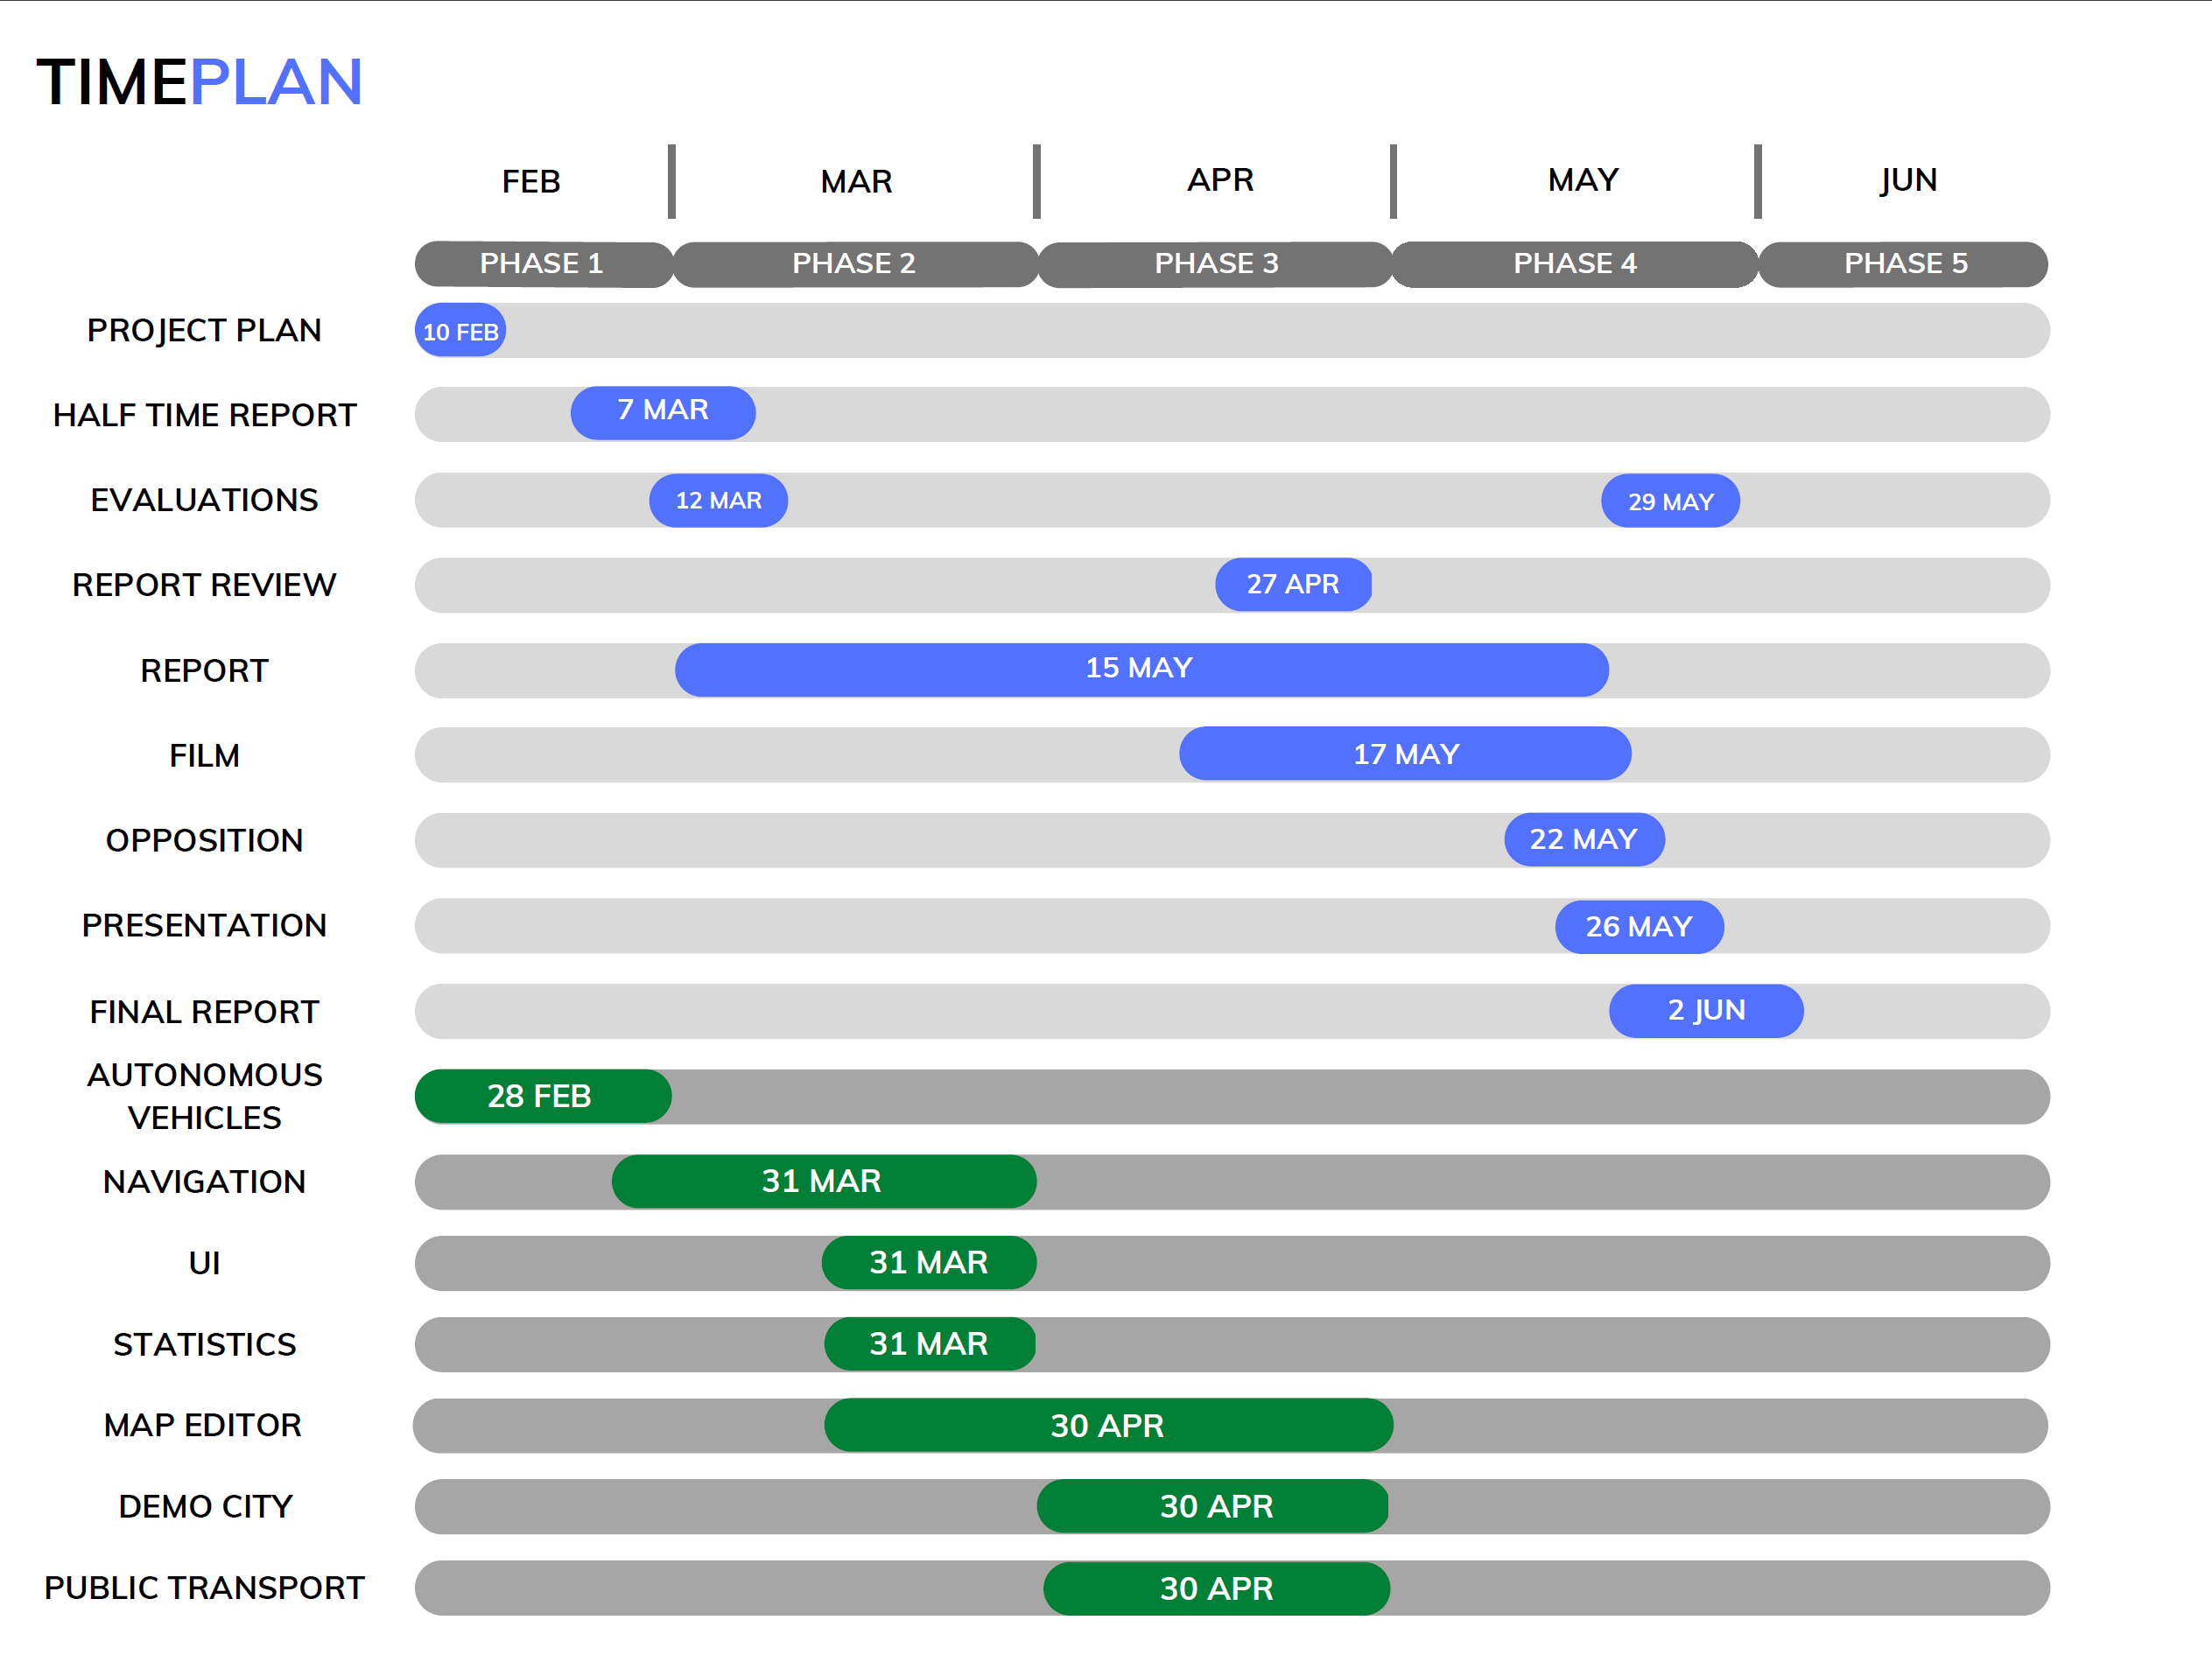 TIMEPLAN
FEB MAR APR MAY JUN
PHASE 1 PHASE 2 PHASE 3 PHASE 4 PHASE 5
PROJECT PLAN 10 FEB
HALF TIME REPORT 7 MAR
EVALUATIONS 12 MAR 29 MAY
REPORT REVIEW 27 APR
REPORT 15 MAY
FILM 17 MAY
OPPOSITION 22 MAY
PRESENTATION 26 MAY
FINAL REPORT 2 JUN
AUTONOMOUS
VEHICLES 28 FEB
NAVIGATION 31 MAR
UI 31 MAR
STATISTICS 31 MAR
MAP EDITOR 30 APR
DEMO CITY 30 APR
PUBLIC TRANSPORT 30 APR